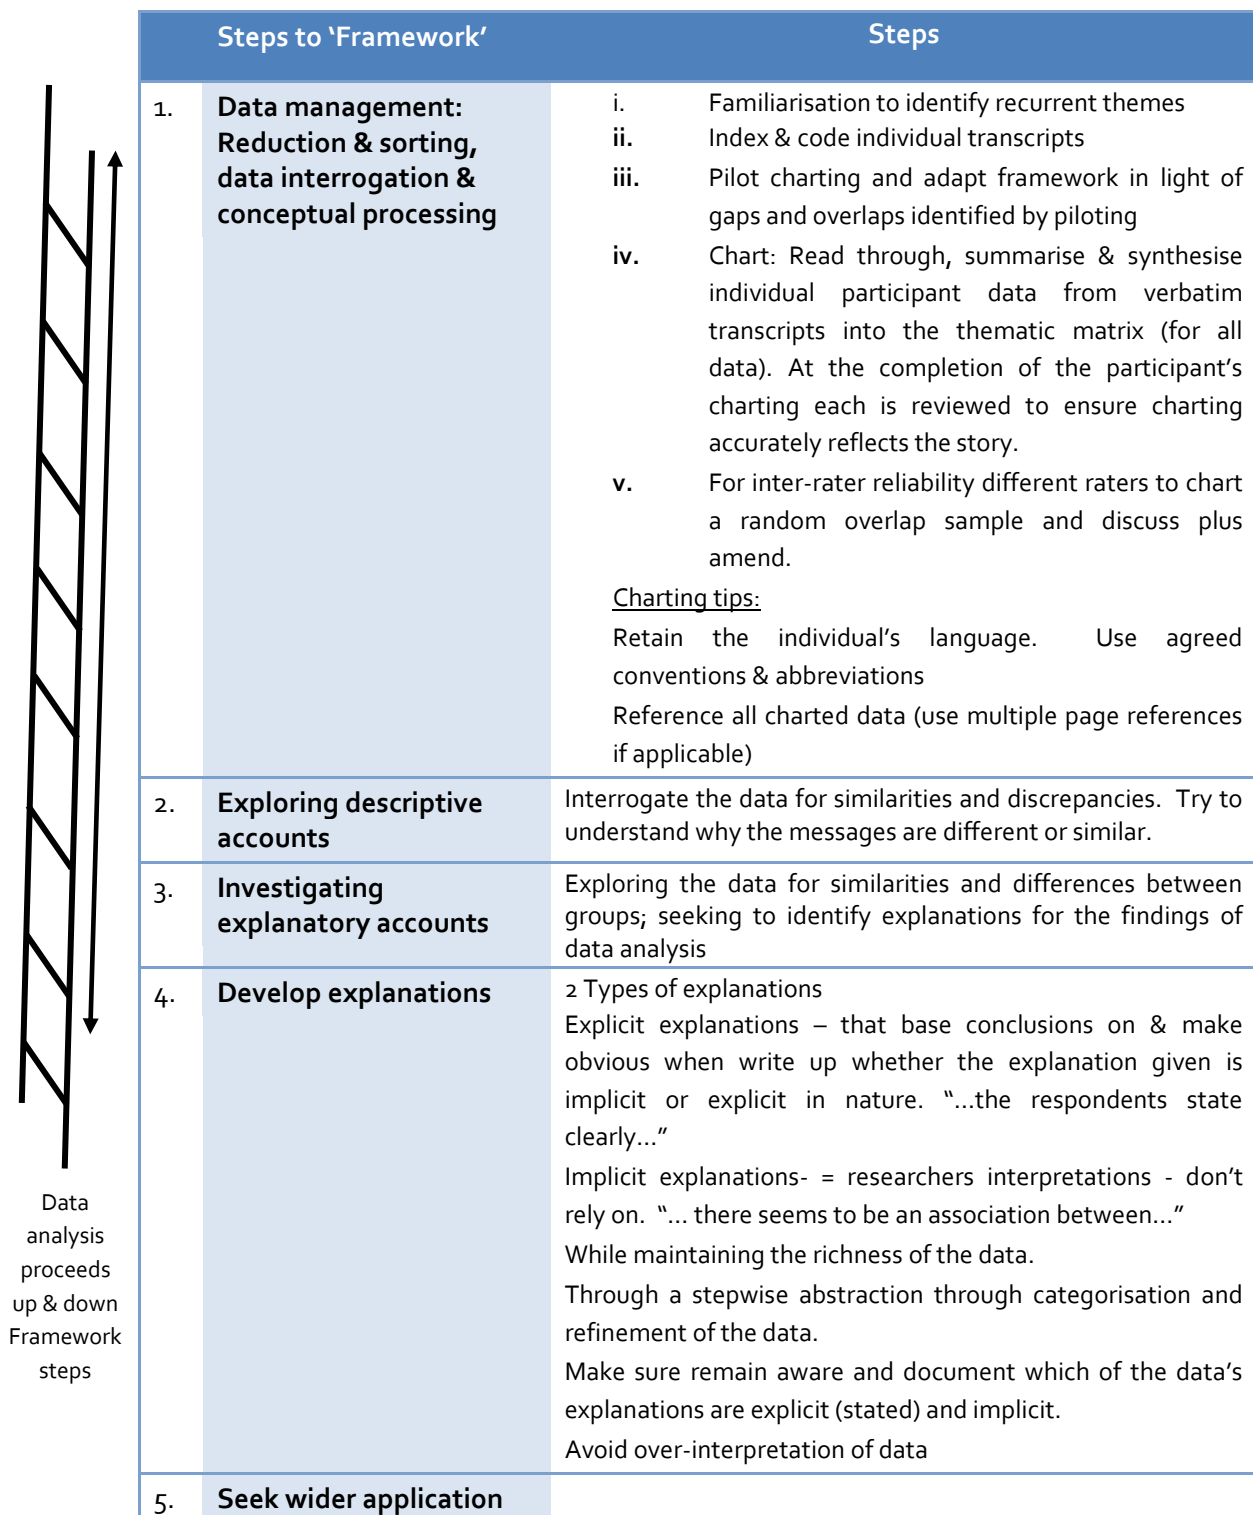 Steps to ‘Framework’
Steps
1.
Data management:
Reduction & sorting,
data interrogation &
conceptual processing
i. Familiarisation to identify recurrent themes
ii. Index & code individual transcripts
iii. Pilot charting and adapt framework in light of
gaps and overlaps identified by piloting
iv. Chart: Read through, summarise & synthesise
individual participant data from verbatim
transcripts into the thematic matrix (for all
data). At the completion of the participant’s
charting each is reviewed to ensure charting
accurately reflects the story.
v. For inter-rater reliability different raters to chart
a random overlap sample and discuss plus
amend.
Charting tips:
Retain the individual’s language. Use agreed
conventions & abbreviations
Reference all charted data (use multiple page references
if applicable)
2.
Exploring descriptive
accounts
Interrogate the data for similarities and discrepancies. Try to
understand why the messages are different or similar.
3.
Investigating
explanatory accounts
Exploring the data for similarities and differences between
groups; seeking to identify explanations for the findings of
data analysis
4.
Develop explanations
2 Types of explanations
Explicit explanations – that base conclusions on & make
obvious when write up whether the explanation given is
implicit or explicit in nature. “...the respondents state
clearly...”
Implicit explanations- = researchers interpretations - don’t
rely on. “... there seems to be an association between...”
While maintaining the richness of the data.
Through a stepwise abstraction through categorisation and
refinement of the data.
Make sure remain aware and document which of the data’s
explanations are explicit (stated) and implicit.
Avoid over-interpretation of data
5.
Seek wider application
Data
analysis
proceeds
up & down
Framework
steps